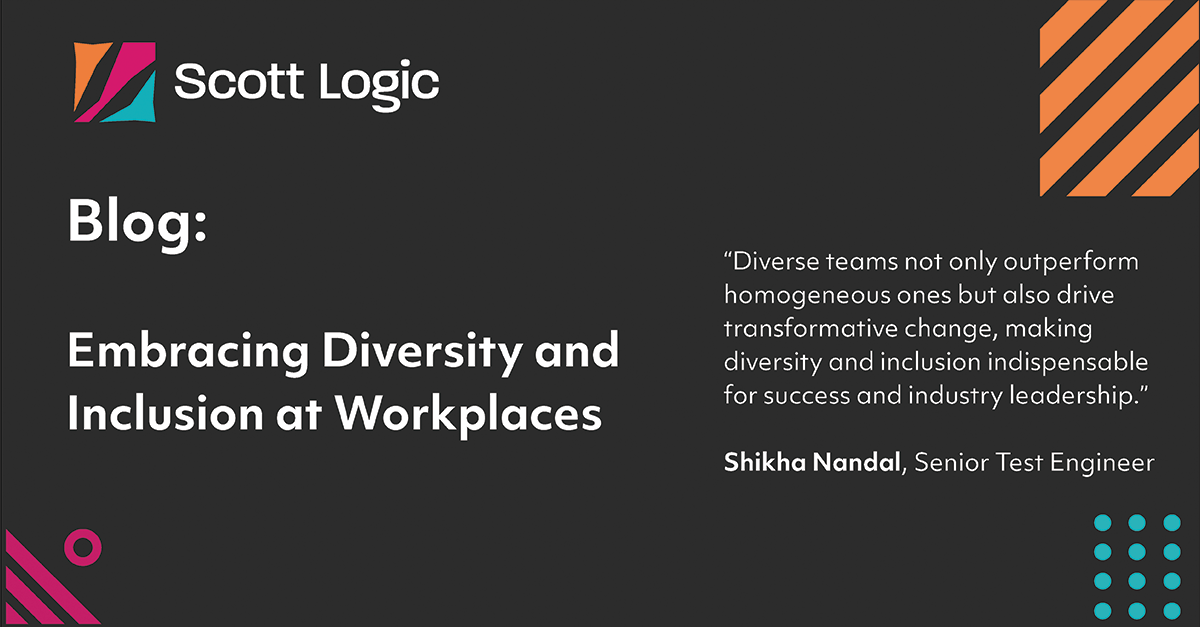 Scott Logic
Blog:
Embracing Diversity and
Inclusion at Workplaces
“Diverse teams not only outperform
homogeneous ones but also drive
transformative change, making
diversity and inclusion indispensable
for success and industry leadership.”
Shikha Nandal, Senior Test Engineer